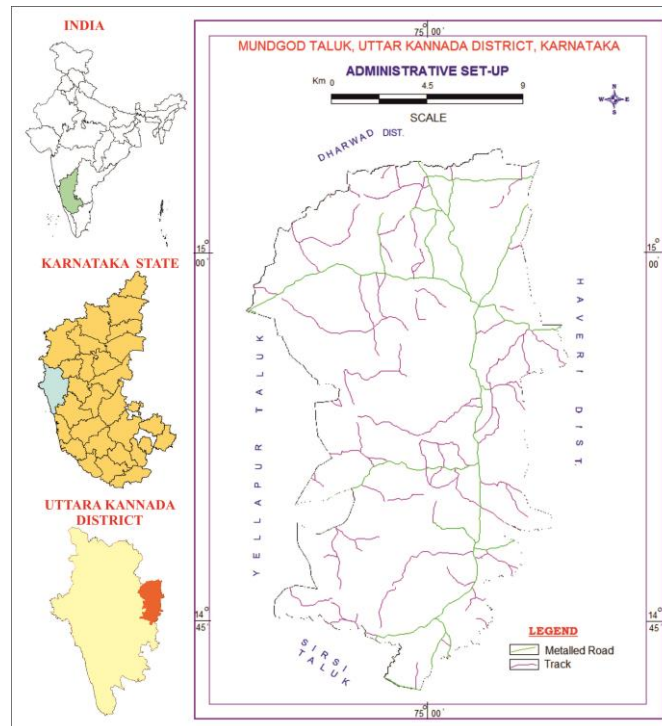 INDIA
KARNATAKA STATE
UTTARA KANNADA
DISTRICT
75
00'
MUNDGOD TALUK, UTTAR KANNADA DISTRICT, KARNATAKA
ADMINISTRATIVE SET-UP
Km 0 4.5 9
SCALE
N
W E
S
DHARWAD DIST.
15°
00'
15°
00'
YELLAPUR TALUK
HAVERI DIST.
14°
45'
14°
45'
SIRSI
TALUK
LEGEND
Metalled Road
Track
75°
00'